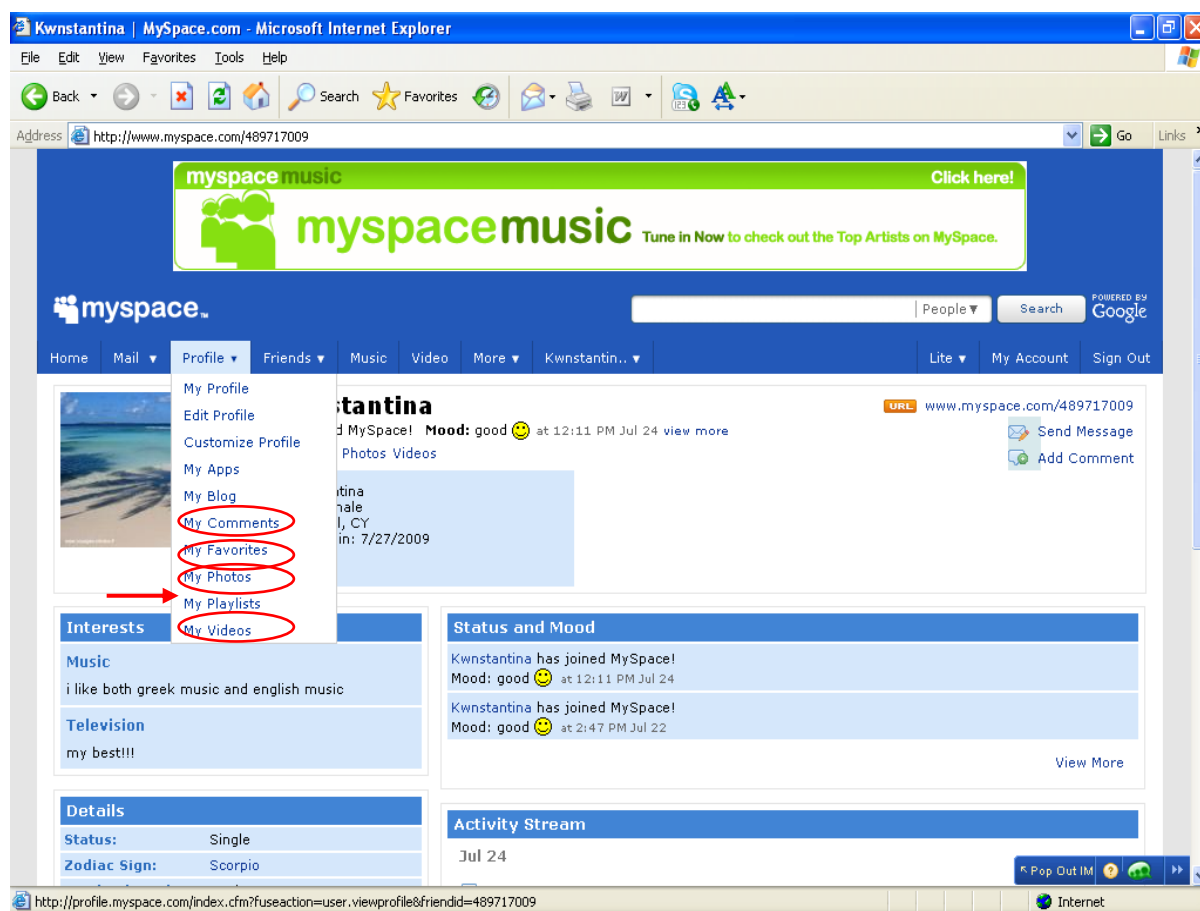 Kwnstantina | MySpace.com - Microsoft Internet Explorer
File Edit View Favorites Tools Help
Back Search Favorites
Address http://www.myspace.com/489717009 Go Links
myspacemusic Click here!
myspacemusic Tune in Now to check out the Top Artists on MySpace.
myspace People Search POWERED BY Google
Home Mail Profile Friends Music Video More Kwnstantin.. Lite My Account Sign Out
My Profile
Edit Profile
Customize Profile
My Apps
My Blog
My Comments
My Favorites
My Photos
My Playlists
My Videos
stantina
d MySpace! Mood: good at 12:11 PM Jul 24 view more
Photos Videos
ntina
male
l, CY
in: 7/27/2009
URL www.myspace.com/489717009
Send Message
Add Comment
Interests
Music
i like both greek music and english music
Television
my best!!!
Details
Status: Single
Zodiac Sign: Scorpio
Status and Mood
Kwnstantina has joined MySpace!
Mood: good at 12:11 PM Jul 24
Kwnstantina has joined MySpace!
Mood: good at 2:47 PM Jul 22
View More
Activity Stream
Jul 24
Pop Out IM
http://profile.myspace.com/index.cfm?fuseaction=user.viewprofile&friendid=489717009 Internet